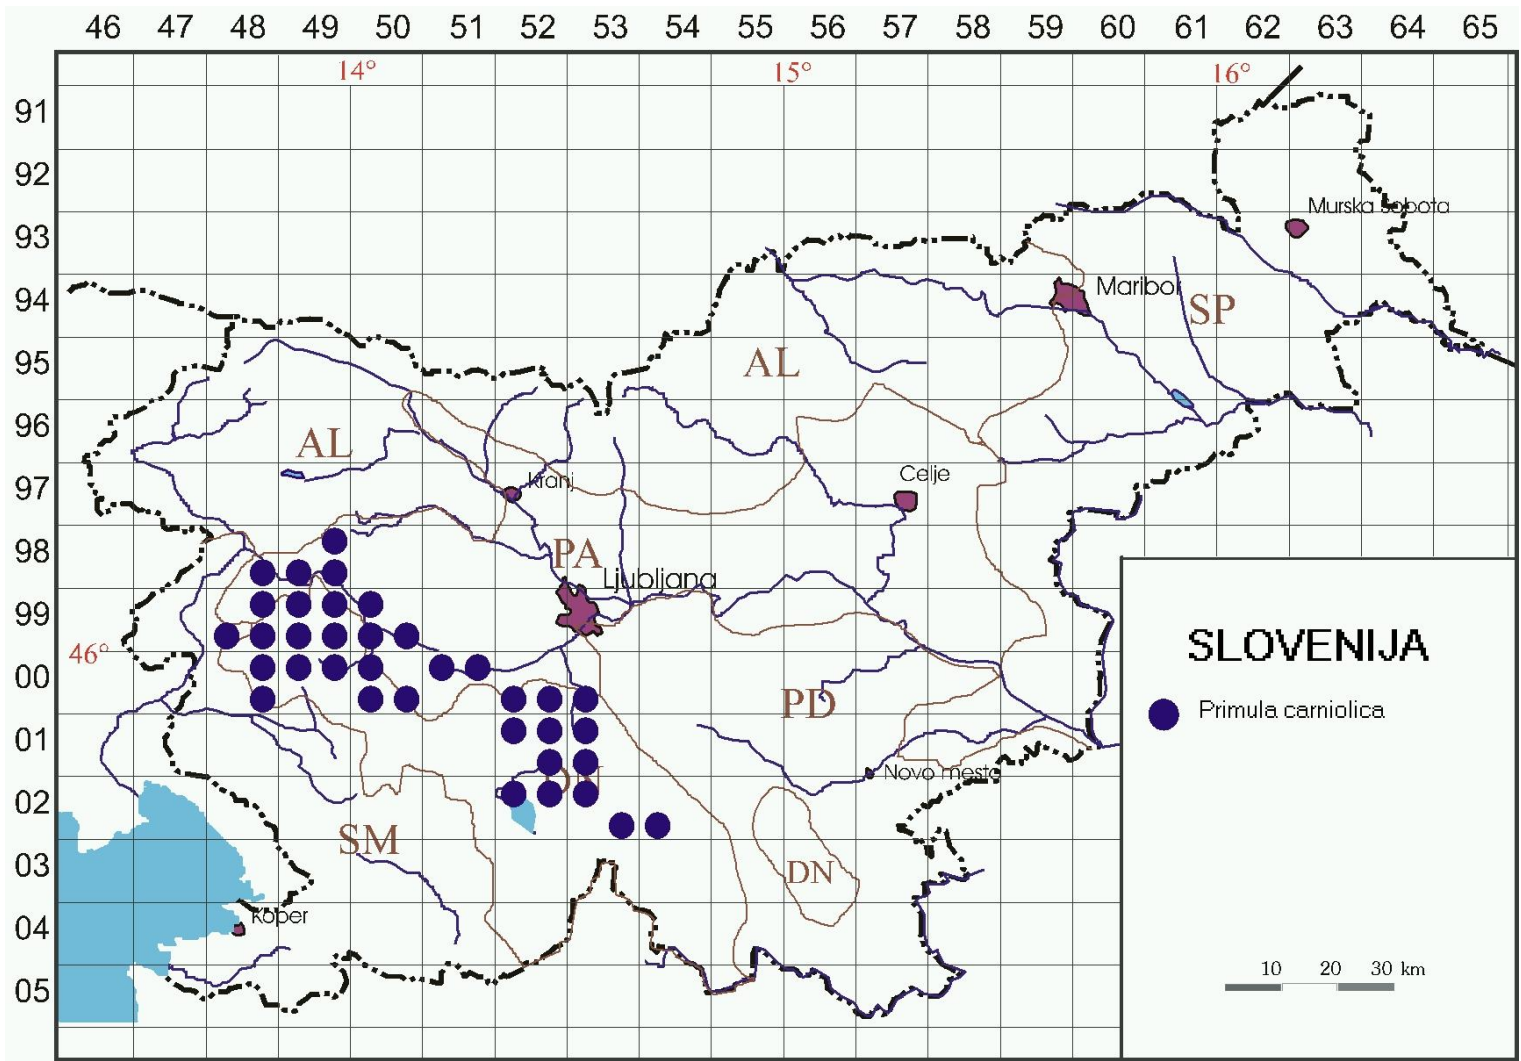 46 47 48 49 50 51 52 53 54 55 56 57 58 59 60 61 62 63 64 65
14° 15° 16°
91
92
Murska sobota
93
94
Maribor
SP
95
AL
96
AL
97
Kranj
Celje
98
PA
Ljubljana
99
46°
SLOVENIJA
00
PD
Primula carniolica
01
DN
Novo mesto
02
SM
03
DN
04
Koper
10 20 30 km
05